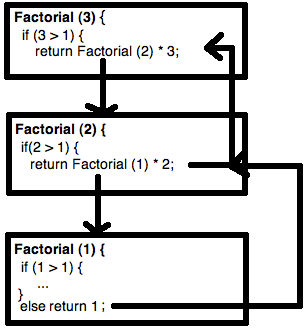 Factorial (3) {
if (3 > 1) {
return Factorial (2) * 3;
Factorial (2) {
if(2 > 1) {
return Factorial (1) * 2;
Factorial (1) {
if (1 > 1) {
...
}
else return 1 ;